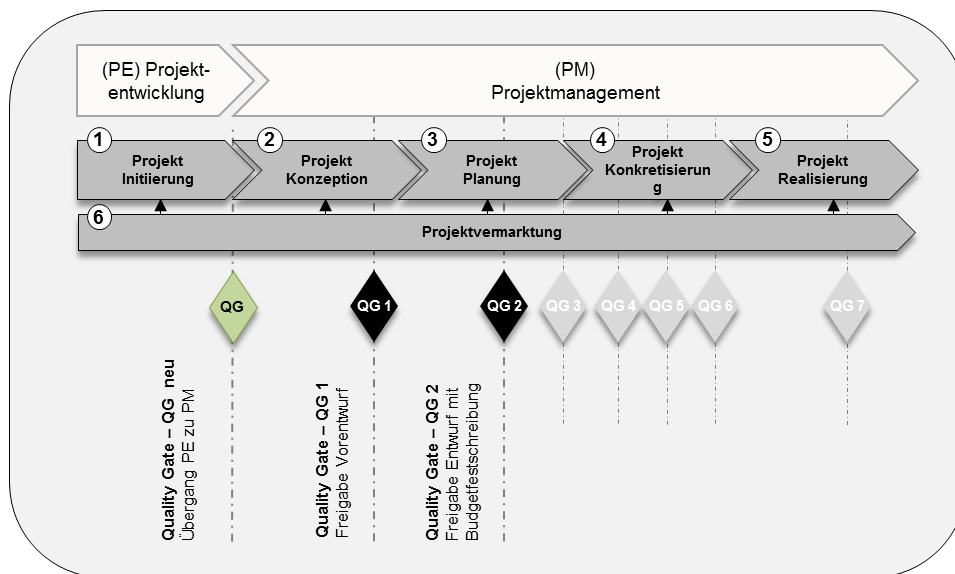 (PE) Projekt-
entwicklung
(PM)
Projektmanagement
1
Projekt
Initiierung
2
Projekt
Konzeption
3
Projekt
Planung
4
Projekt
Konkretisierun
g
5
Projekt
Realisierung
6
Projektvermarktung
QG
QG 1
QG 2
QG 3
QG 4
QG 5
QG 6
QG 7
Quality Gate – QG neu
Übergang PE zu PM
Quality Gate – QG 1
Freigabe Vorentwurf
Quality Gate – QG 2
Freigabe Entwurf mit
Budgetfestschreibung